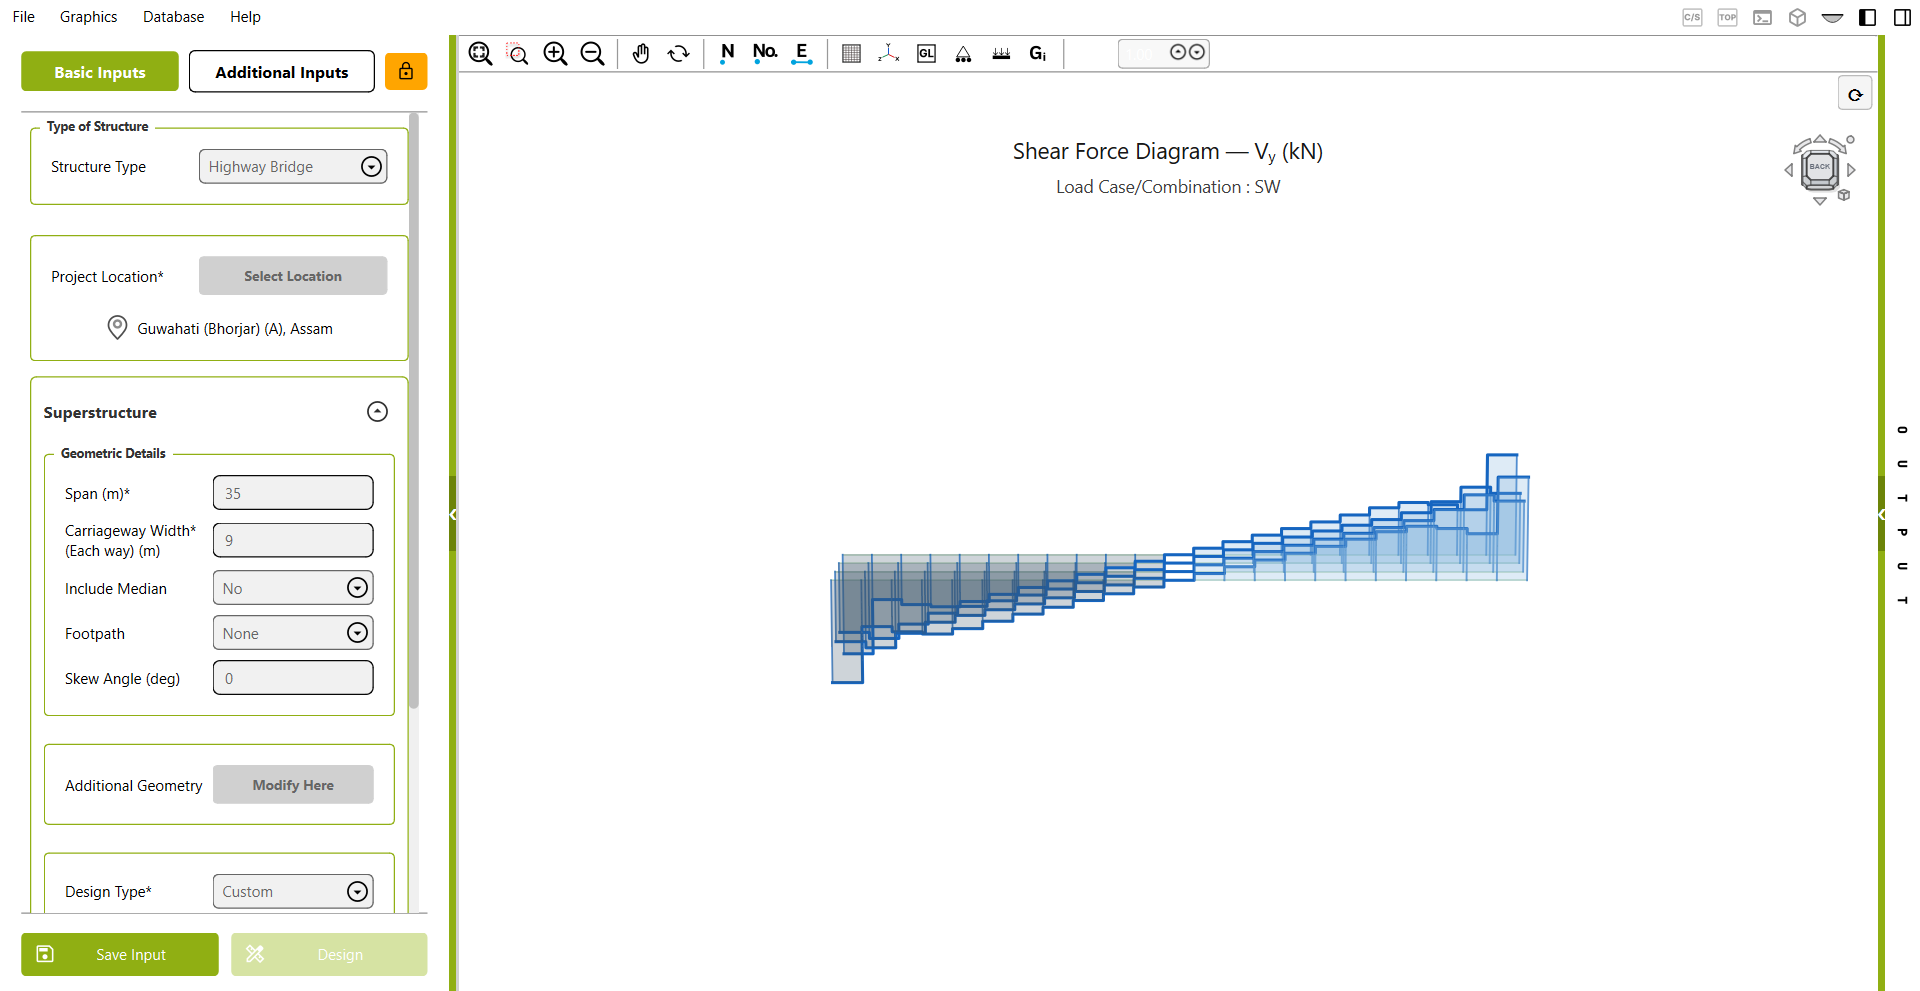 File Graphics Database Help
C/S TOP
Basic Inputs Additional Inputs
N No. E GL Gi
Type of Structure
Structure Type Highway Bridge
Project Location* Select Location
Guwahati (Bhorjar) (A), Assam
Superstructure
Geometric Details
Span (m)* 35
Carriageway Width*
(Each way) (m) 9
Include Median No
Footpath None
Skew Angle (deg) 0
Additional Geometry Modify Here
Design Type* Custom
Save Input Design
Shear Force Diagram — Vy (kN)
Load Case/Combination : SW
BACK
OUTPUT